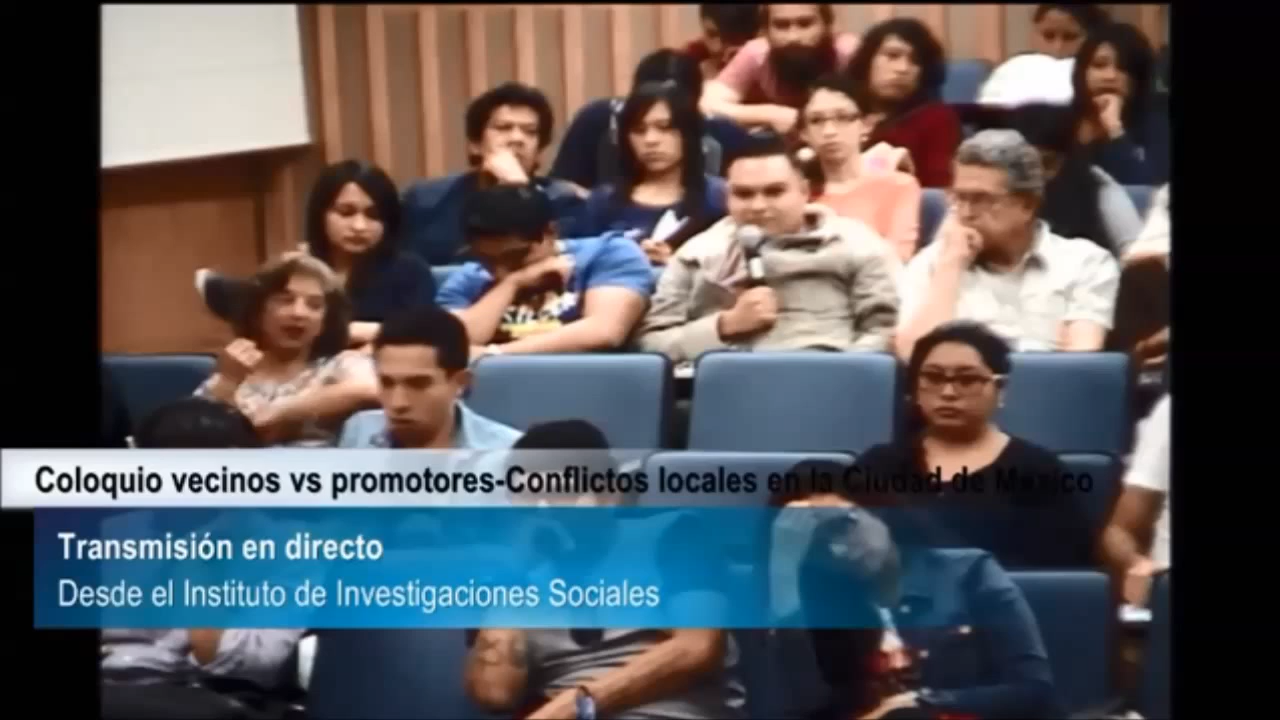 Coloquio vecinos vs promotores-Conflictos locales en la Ciudad de Mexico
Transmisión en directo
Desde el Instituto de Investigaciones Sociales